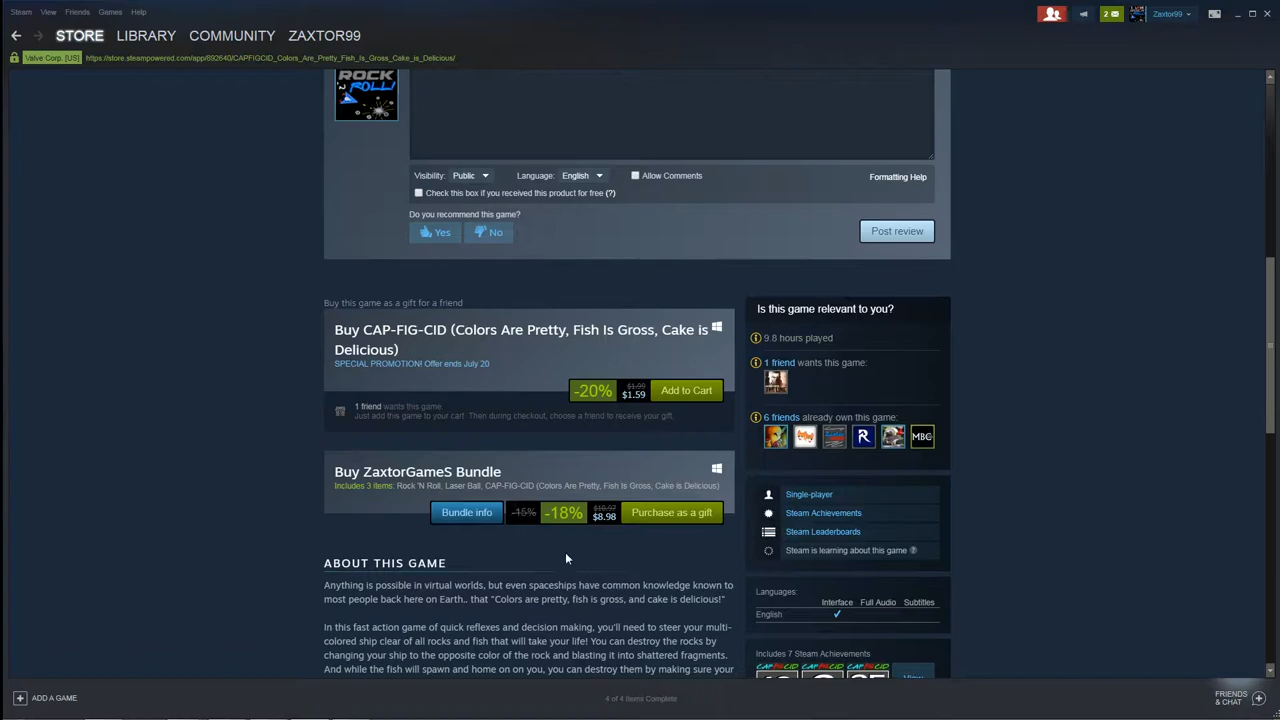 Steam View Friends Games Help
2 Zaxtor99
STORE LIBRARY COMMUNITY ZAXTOR99
Valve Corp. [US] https://store.steampowered.com/app/892640/CAPFIGCID_Colors_Are_Pretty_Fish_Is_Gross_Cake_is_Delicious/
ROCK
ROLL!
Visibility: Public Language: English Allow Comments Formatting Help
Check this box if you received this product for free (?)
Do you recommend this game?
Yes No Post review
Buy this game as a gift for a friend
Buy CAP-FIG-CID (Colors Are Pretty, Fish Is Gross, Cake is
Delicious)
SPECIAL PROMOTION! Offer ends July 20
-20% $1.99 $1.59 Add to Cart
1 friend wants this game.
Just add this game to your cart. Then during checkout, choose a friend to receive your gift.
Buy ZaxtorGameS Bundle
Includes 3 items: Rock 'N Roll, Laser Ball, CAP-FIG-CID (Colors Are Pretty, Fish Is Gross, Cake is Delicious)
Bundle info -15% -18% $10.97 $8.98 Purchase as a gift
ABOUT THIS GAME
Anything is possible in virtual worlds, but even spaceships have common knowledge known to
most people back here on Earth.. that "Colors are pretty, fish is gross, and cake is delicious!"
In this fast action game of quick reflexes and decision making, you'll need to steer your multi-
colored ship clear of all rocks and fish that will take your life! You can destroy the rocks by
changing your ship to the opposite color of the rock and blasting it into shattered fragments.
And while the fish will spawn and home on on you, you can destroy them by making sure your
Is this game relevant to you?
9.8 hours played
1 friend wants this game:
6 friends already own this game:
R MBC
Single-player
Steam Achievements
Steam Leaderboards
Steam is learning about this game ?
Languages:
Interface Full Audio Subtitles
English ✓
Includes 7 Steam Achievements
CAP FIG CID CAP FIG CID CAP FIG CID
View
ADD A GAME 4 of 4 Items Complete FRIENDS
& CHAT